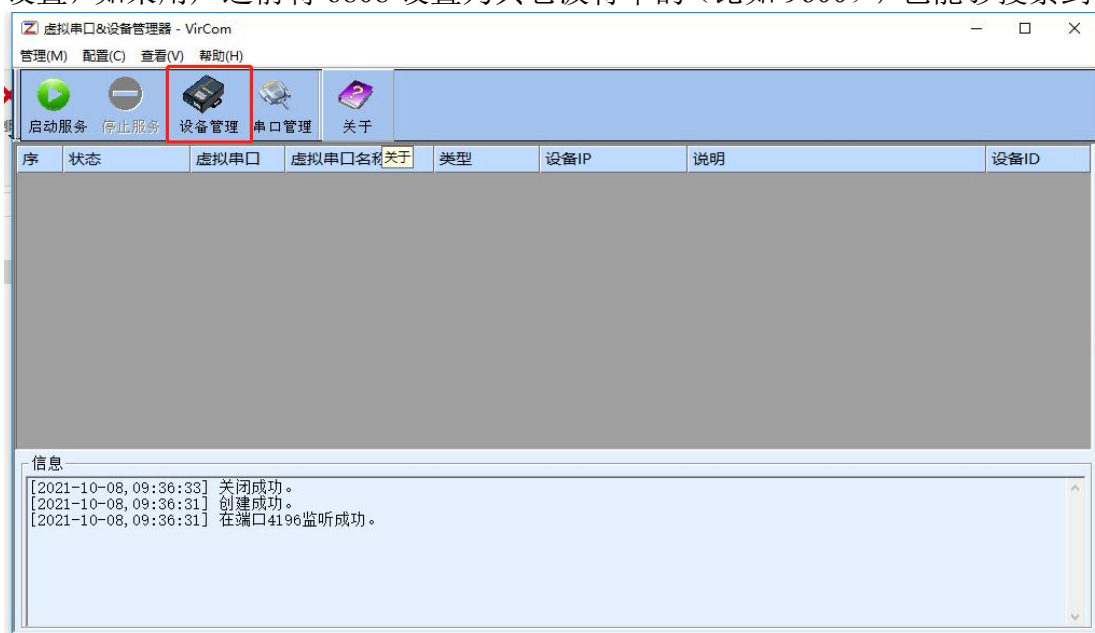 虚拟串口&设备管理器 - VirCom
管理(M) 配置(C) 查看(V) 帮助(H)
启动服务 停止服务 设备管理 串口管理 关于
序 状态 虚拟串口 虚拟串口名称 关于 类型 设备IP 说明 设备ID
信息
[2021-10-08,09:36:33] 关闭成功。
[2021-10-08,09:36:31] 创建成功。
[2021-10-08,09:36:31] 在端口4196监听成功。